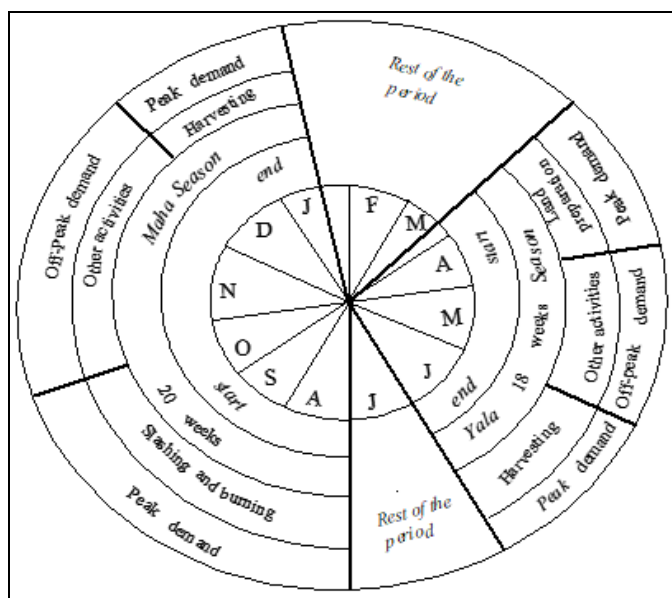 Rest of the
period
Peak demand
Land
preparation
Off-peak demand
Other activities
Peak demand
Harvesting
Yala 18 weeks Season
start
end
Rest of the
period
Peak demand
Slashing and burning
20 weeks
start
Off-Peak demand
Other activities
Peak demand
Harvesting
Maha Season
end
J
F
M
A
M
J
J
A
S
O
N
D